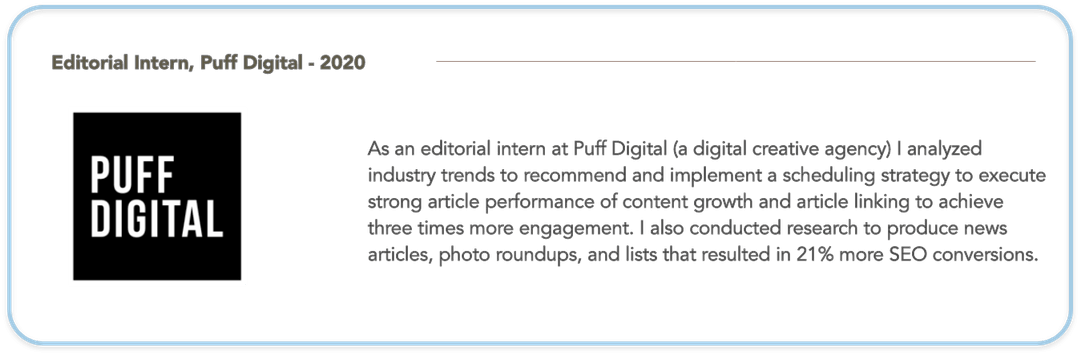 Editorial Intern, Puff Digital - 2020
PUFF
DIGITAL
As an editorial intern at Puff Digital (a digital creative agency) I analyzed
industry trends to recommend and implement a scheduling strategy to execute
strong article performance of content growth and article linking to achieve
three times more engagement. I also conducted research to produce news
articles, photo roundups, and lists that resulted in 21% more SEO conversions.